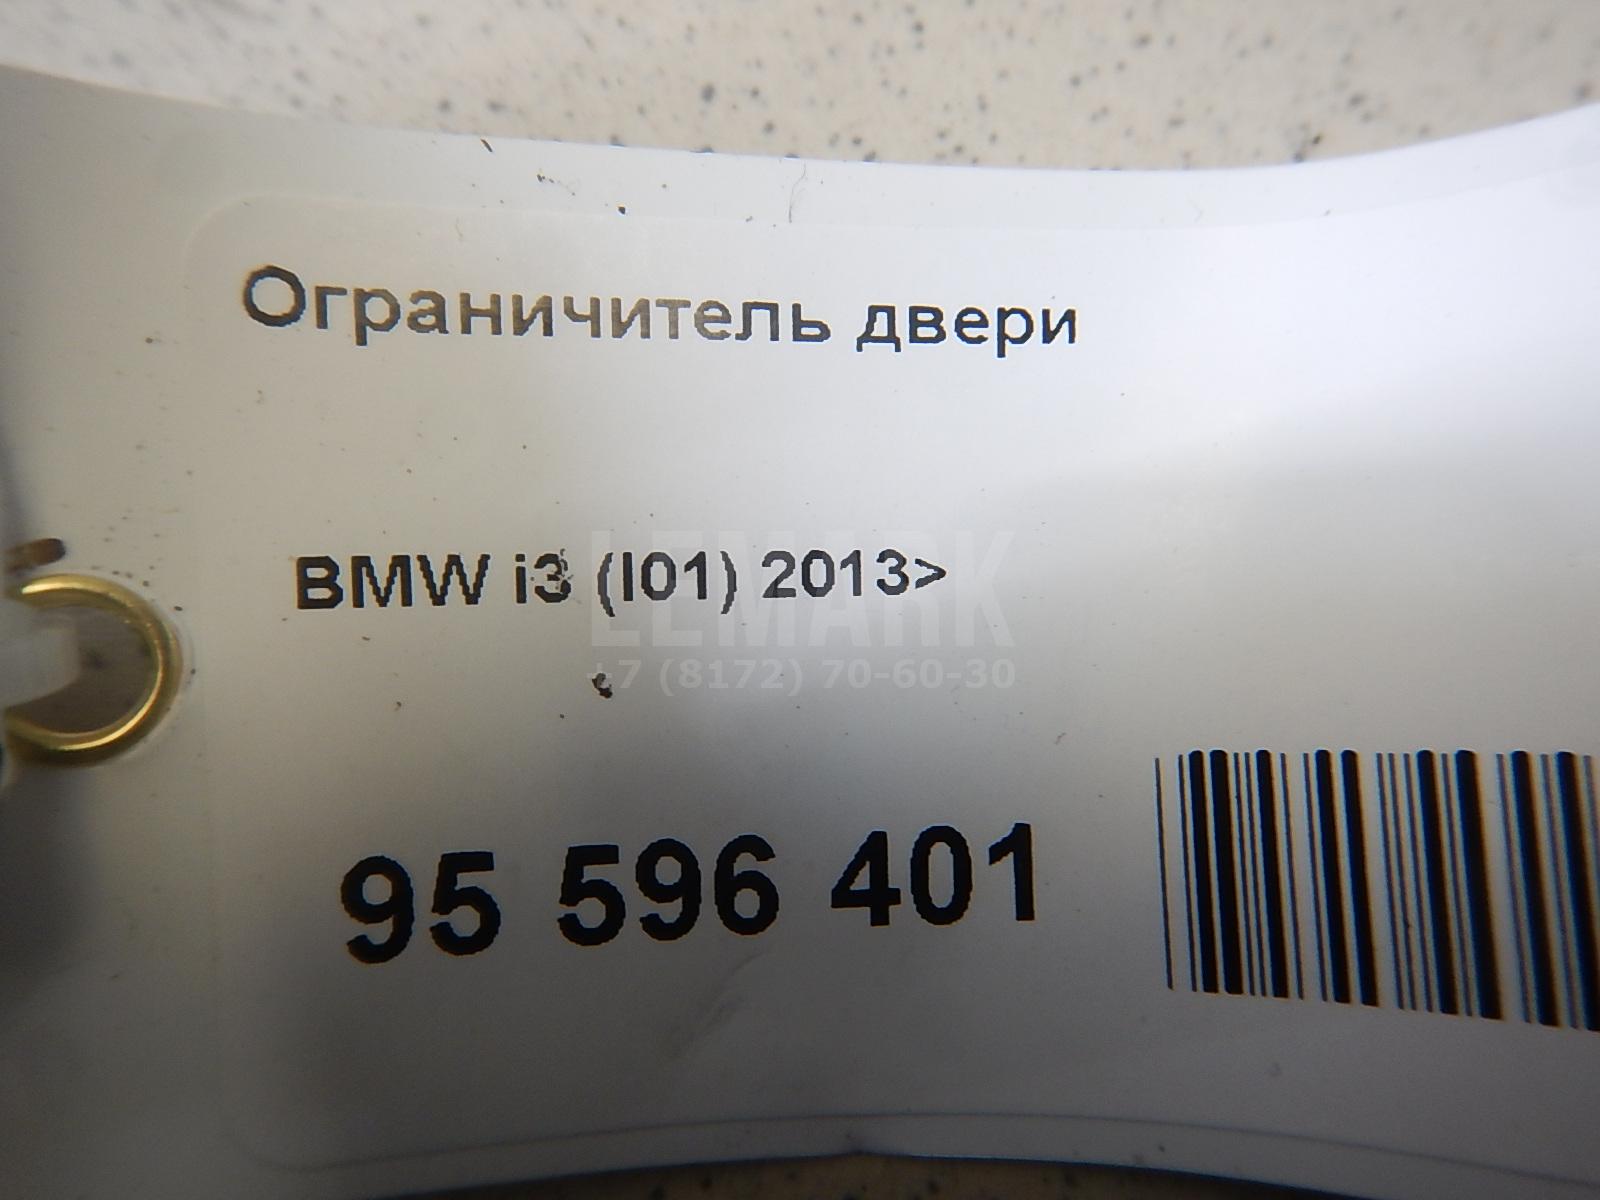 Ограничитель двери
BMW i3 (I01) 2013>
LEMARK
+7 (8172) 70-60-30
95 596 401